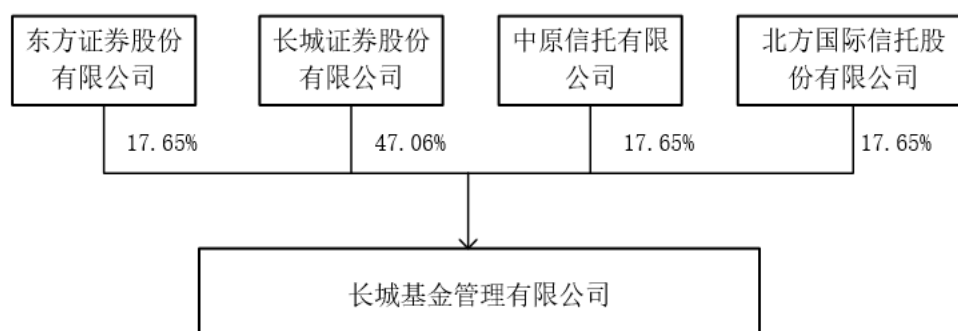 东方证券股份
有限公司
长城证券股份
有限公司
中原信托有限
公司
北方国际信托股
份有限公司
17.65%
47.06%
17.65%
17.65%
长城基金管理有限公司